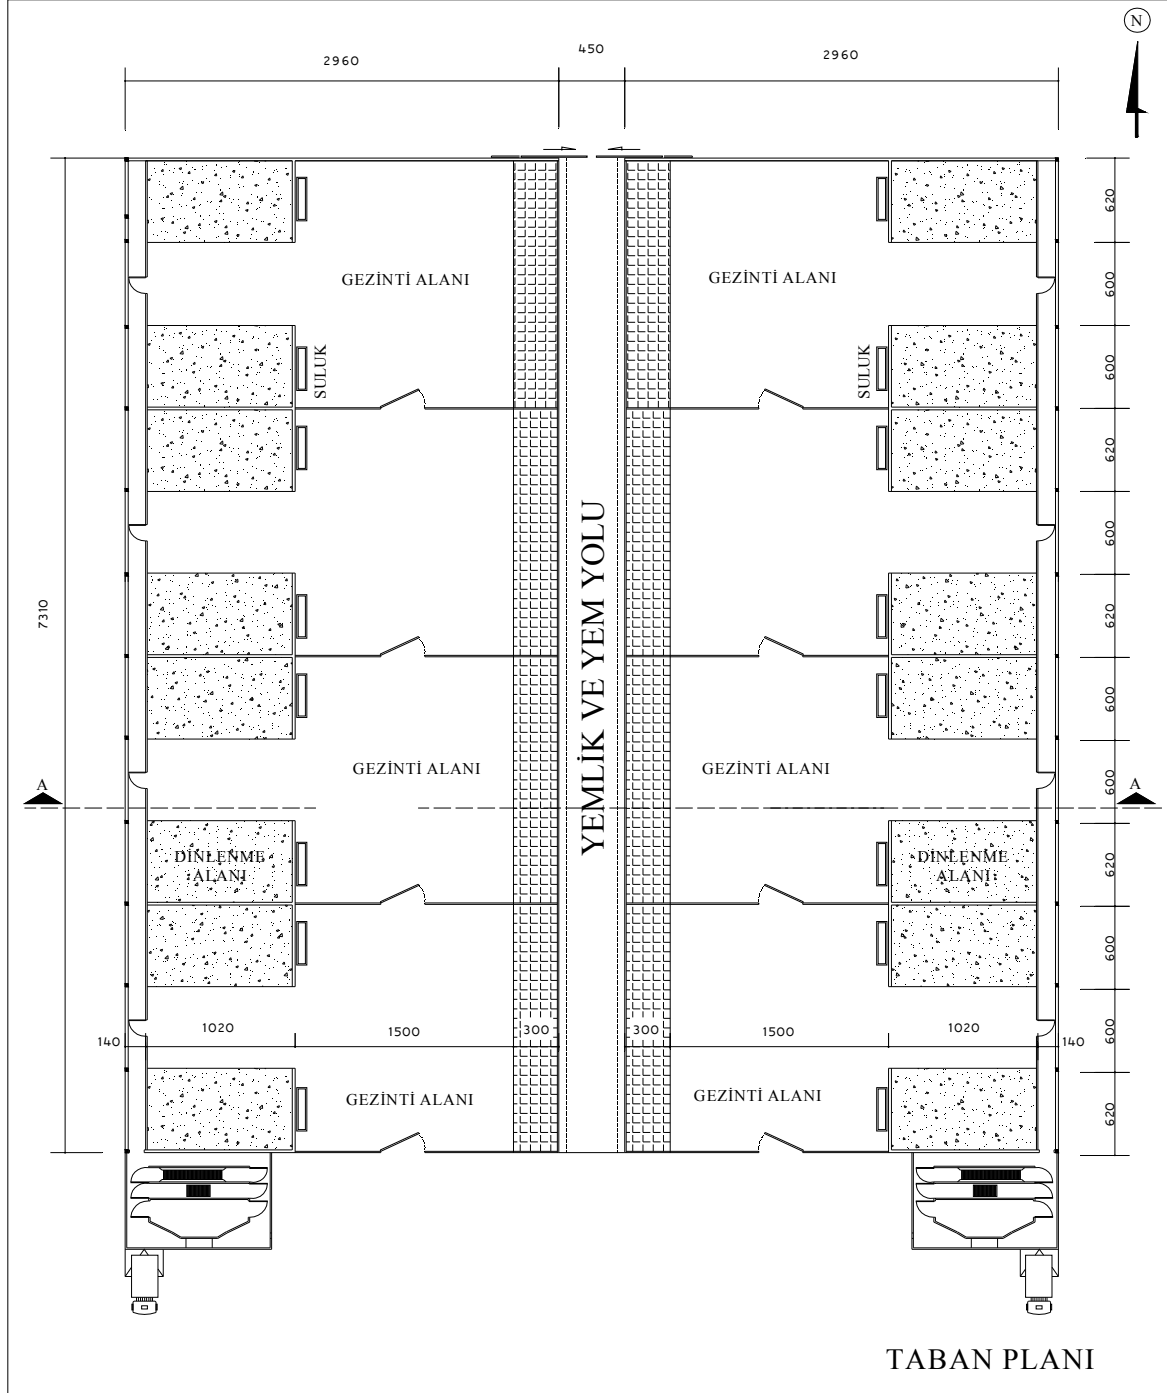 N
2960
450
2960
620
GEZİNTİ ALANI
GEZİNTİ ALANI
600
SULUK
SULUK
600
620
YEMLİK VE YEM YOLU
600
7310
620
600
GEZİNTİ ALANI
GEZİNTİ ALANI
A
A
600
DİNLENME
ALANI
DİNLENME
ALANI
620
600
140
1020
1500
300
300
1500
1020
140
600
GEZİNTİ ALANI
GEZİNTİ ALANI
620
TABAN PLANI